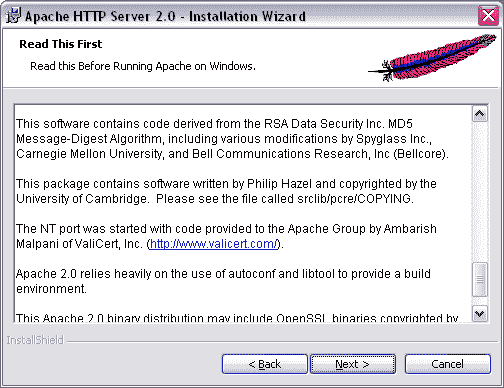 Apache HTTP Server 2.0 - Installation Wizard
Read This First
Read this Before Running Apache on Windows.
This software contains code derived from the RSA Data Security Inc. MD5
Message-Digest Algorithm, including various modifications by Spyglass Inc.,
Carnegie Mellon University, and Bell Communications Research, Inc (Bellcore).
This package contains software written by Philip Hazel and copyrighted by the
University of Cambridge.  Please see the file called srclib/pcre/COPYING.
The NT port was started with code provided to the Apache Group by Ambarish
Malpani of ValiCert, Inc. (http://www.valicert.com/).
Apache 2.0 relies heavily on the use of autoconf and libtool to provide a build
environment.
This Apache 2.0 binary distribution may include OpenSSL binaries copyrighted by
InstallShield
< Back
Next >
Cancel